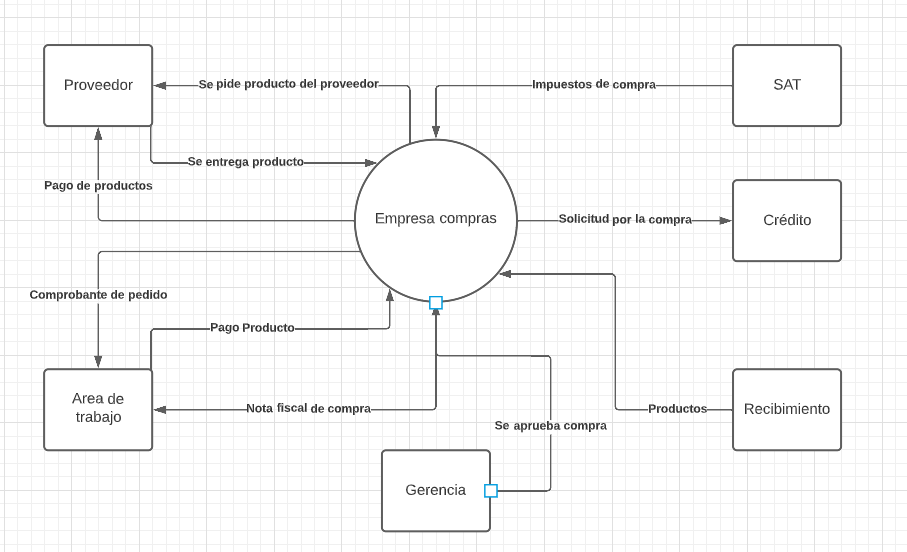 Proveedor
Se pide producto del proveedor
Impuestos de compra
SAT
Se entrega producto
Pago de productos
Empresa compras
Solicitud por la compra
Crédito
Comprobante de pedido
Pago Producto
Area de
trabajo
Nota fiscal de compra
Productos
Recibimiento
Se aprueba compra
Gerencia